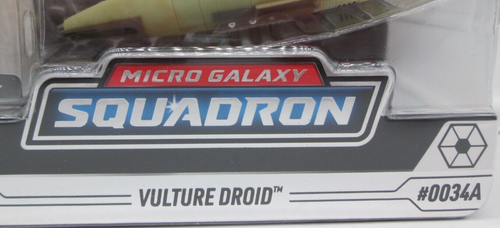 MICRO GALAXY
SQUADRON
VULTURE DROID™
#0034A